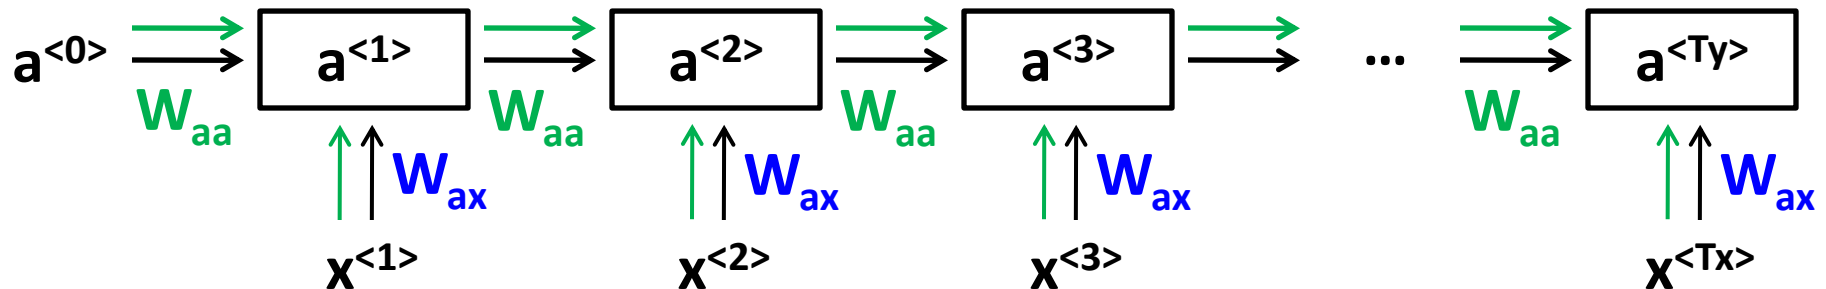 a<0> a<1> a<2> a<3> ... a<Ty>
Waa Waa Waa Waa
Wax Wax Wax Wax
x<1> x<2> x<3> x<Tx>